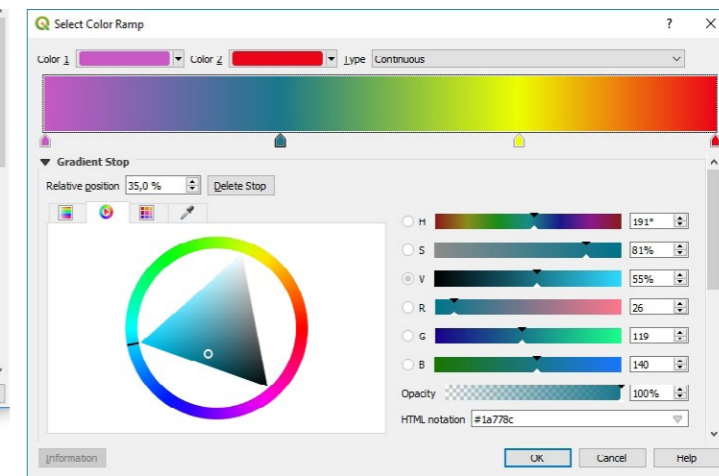 Select Color Ramp ? X
Color 1 Color 2 Type Continuous
Gradient Stop
Relative position 35,0 % Delete Stop
H 191°
S 81%
V 55%
R 26
G 119
B 140
Opacity 100%
HTML notation #1a778c
Information OK Cancel Help